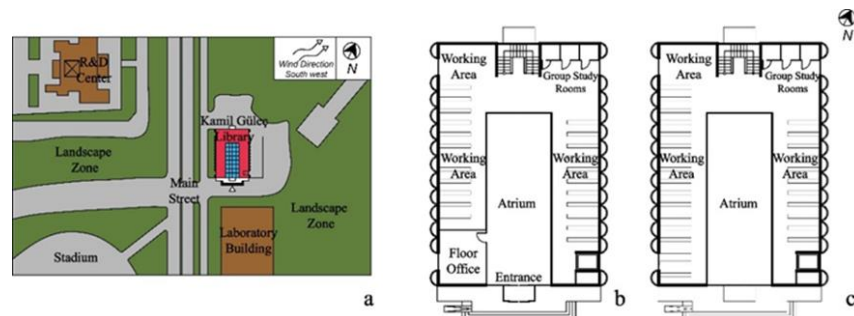 R&D
Center
Wind Direction
South west
N
Kamil Güleç
Library
Landscape
Zone
Main
Street
Landscape
Zone
Laboratory
Building
Stadium
a
Working
Area
Group Study
Rooms
Working
Area
Working
Area
Atrium
Floor
Office
Entrance
b
N
Working
Area
Group Study
Rooms
Working
Area
Working
Area
Atrium
c